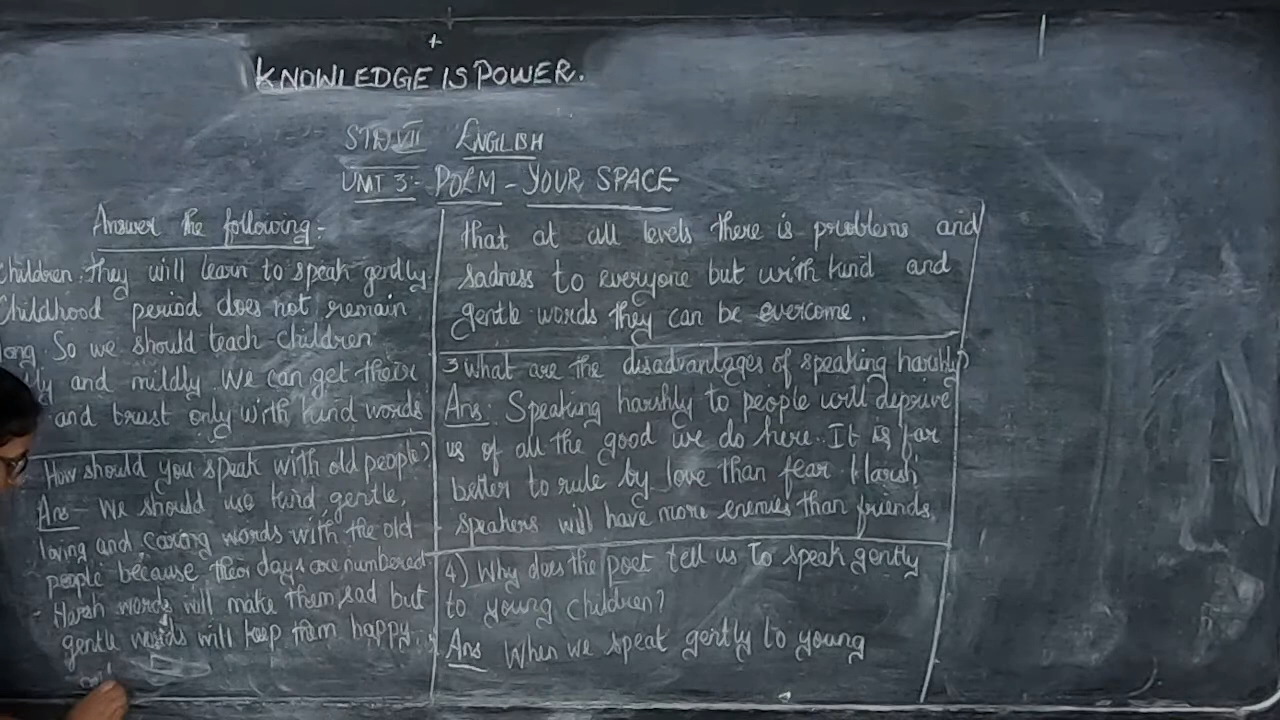 KNOWLEDGE IS POWER.
STD VII ENGLISH
UNIT 3:- POEM - YOUR SPACE
Answer the following:-
Children. They will learn to speak gently.
Childhood period does not remain
long. So we should teach children
and mildly. We can get their
and trust only with kind words
How should you speak with old people?
Ans - We should use kind, gentle,
loving and caring words with the old
people because their days are numbered
- Harsh words will make them sad but
gentle words will keep them happy.
that at all levels there is problems and
sadness to everyone but with kind and
gentle words they can be overcome.
3 What are the disadvantages of speaking harshly?
Ans: Speaking harshly to people will deprive
us of all the good we do here. It is far
better to rule by love than fear. Harsh
speakers will have more enemies than friends.
4) Why does the poet tell us to speak gently
to young children?
Ans When we speak gently to young